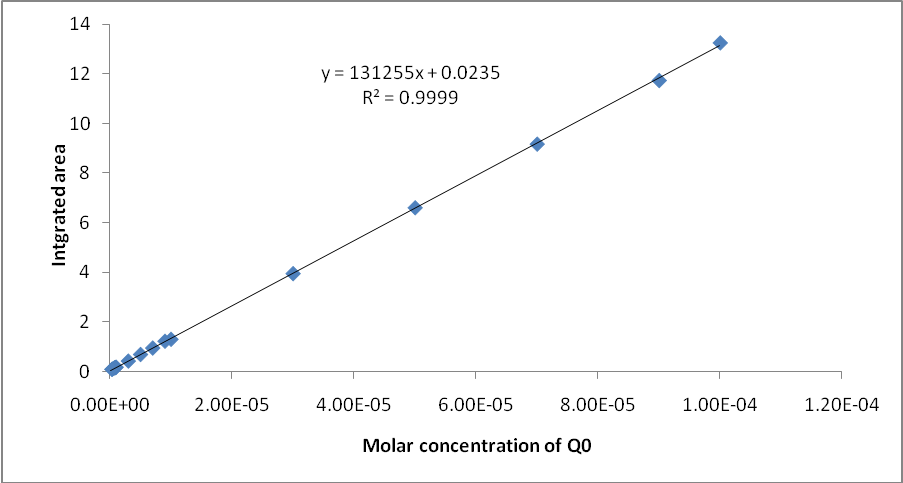 14
12
10
8
6
4
2
0
y = 131255x + 0.0235
R² = 0.9999
Intgrated area
0.00E+00 2.00E-05 4.00E-05 6.00E-05 8.00E-05 1.00E-04 1.20E-04
Molar concentration of Q0